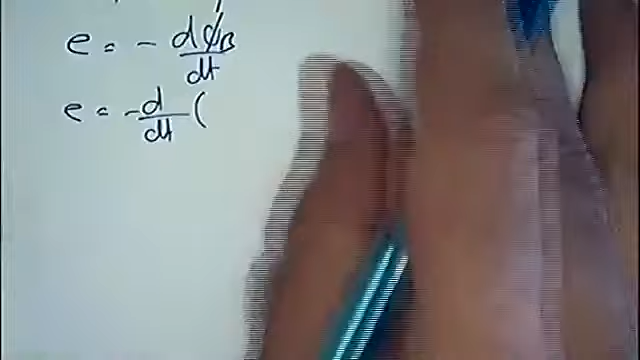 e = - dφB/dt
e = - d/dt (